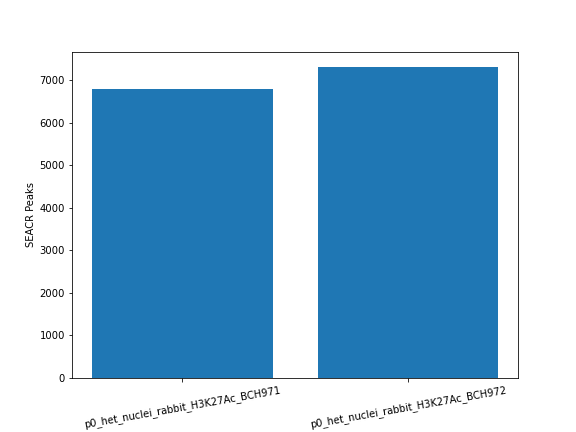 7000
6000
5000
4000
3000
2000
1000
0
SEACR Peaks
p0_het_nuclei_rabbit_H3K27Ac_BCH971
p0_het_nuclei_rabbit_H3K27Ac_BCH972